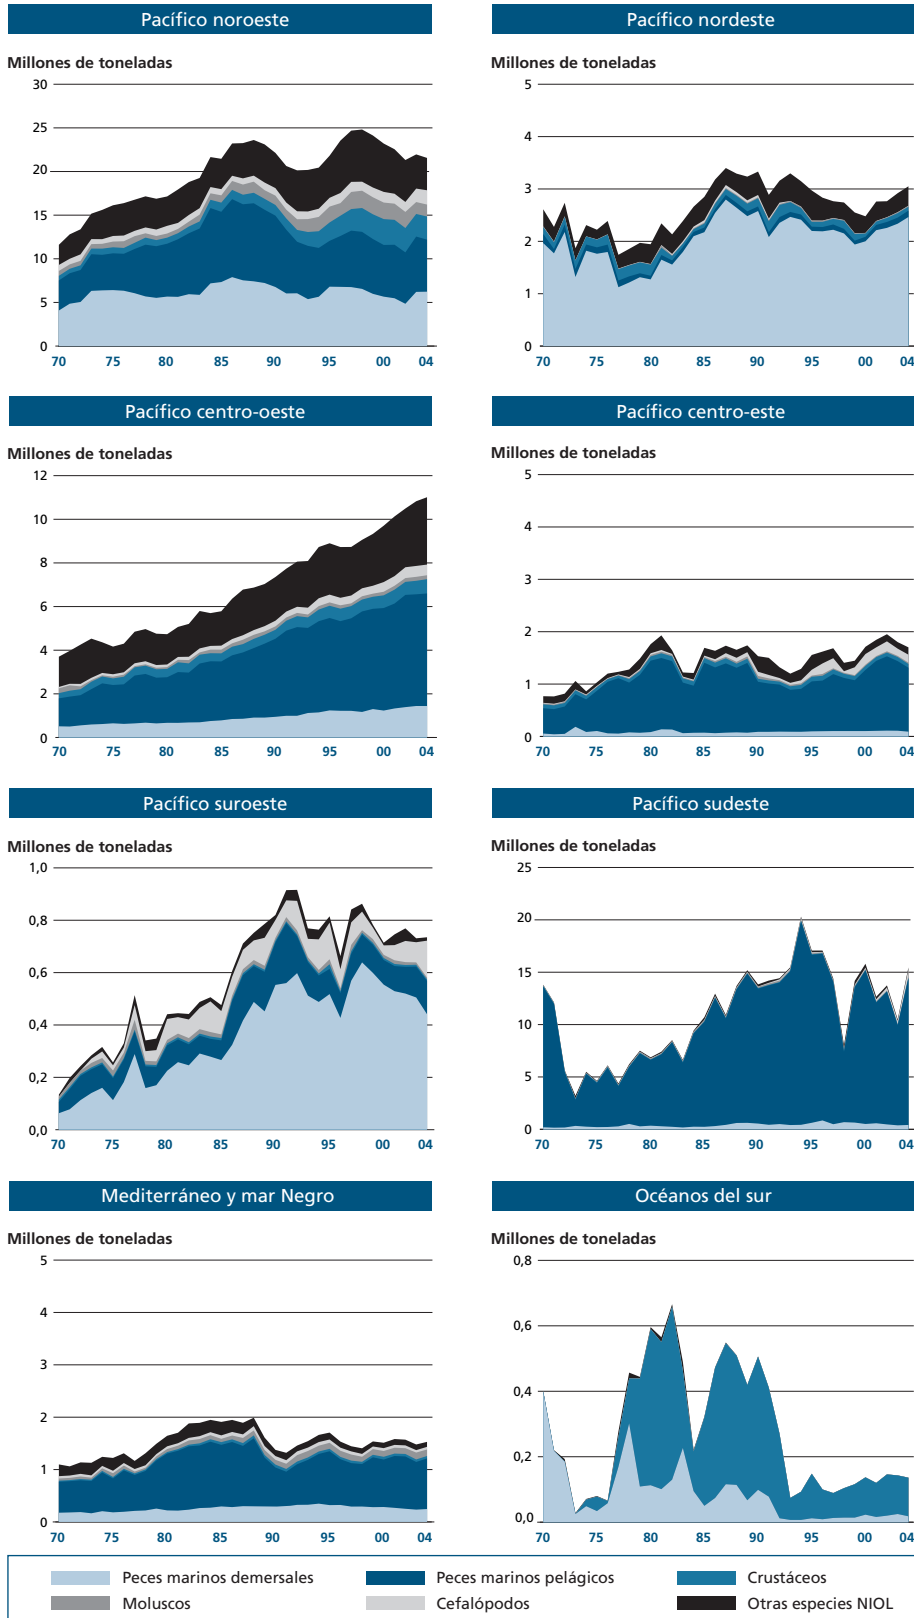 Pacífico noroeste
Millones de toneladas
30
25
20
15
10
5
0
70 75 80 85 90 95 00 04
Pacífico nordeste
Millones de toneladas
5
4
3
2
1
0
70 75 80 85 90 95 00 04
Pacífico centro-oeste
Millones de toneladas
12
10
8
6
4
2
0
70 75 80 85 90 95 00 04
Pacífico centro-este
Millones de toneladas
5
4
3
2
1
0
70 75 80 85 90 95 00 04
Pacífico suroeste
Millones de toneladas
1,0
0,8
0,6
0,4
0,2
0,0
70 75 80 85 90 95 00 04
Pacífico sudeste
Millones de toneladas
25
20
15
10
5
0
70 75 80 85 90 95 00 04
Mediterráneo y mar Negro
Millones de toneladas
5
4
3
2
1
0
70 75 80 85 90 95 00 04
Océanos del sur
Millones de toneladas
0,8
0,6
0,4
0,2
0,0
70 75 80 85 90 95 00 04
Peces marinos demersales Peces marinos pelágicos Crustáceos
Moluscos Cefalópodos Otras especies NIOL